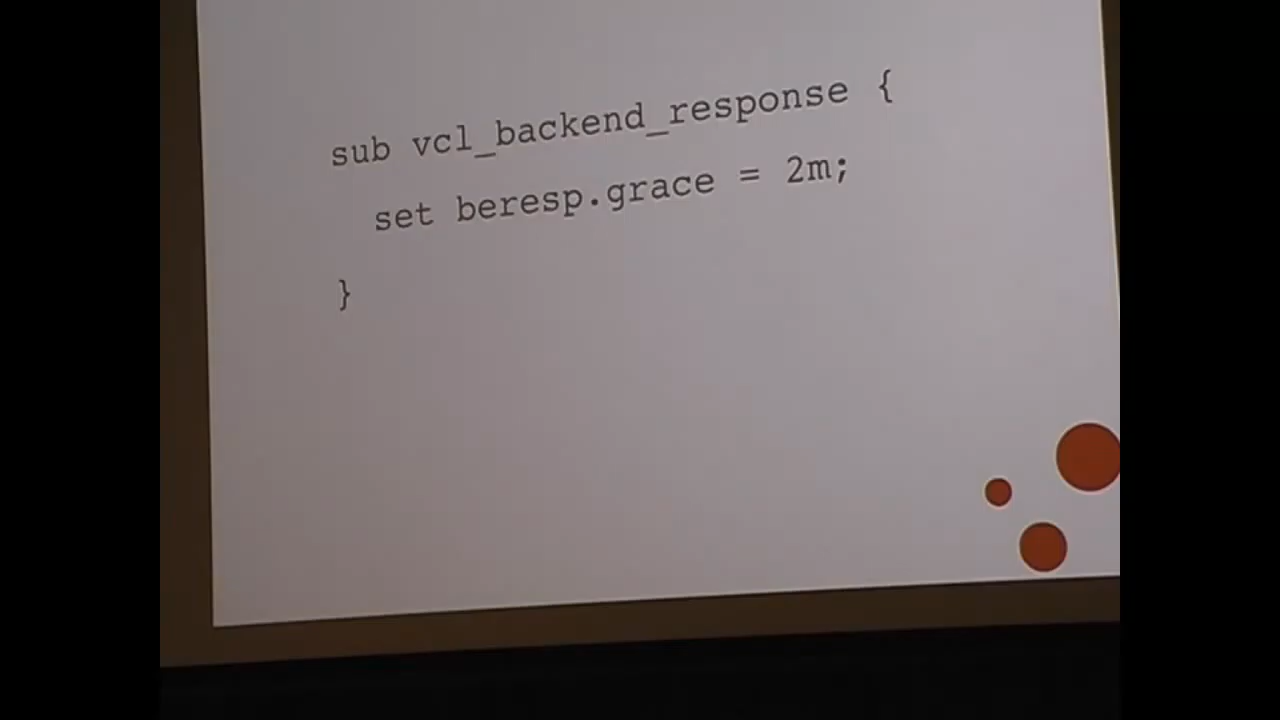 sub vcl_backend_response {
set beresp.grace = 2m;
}